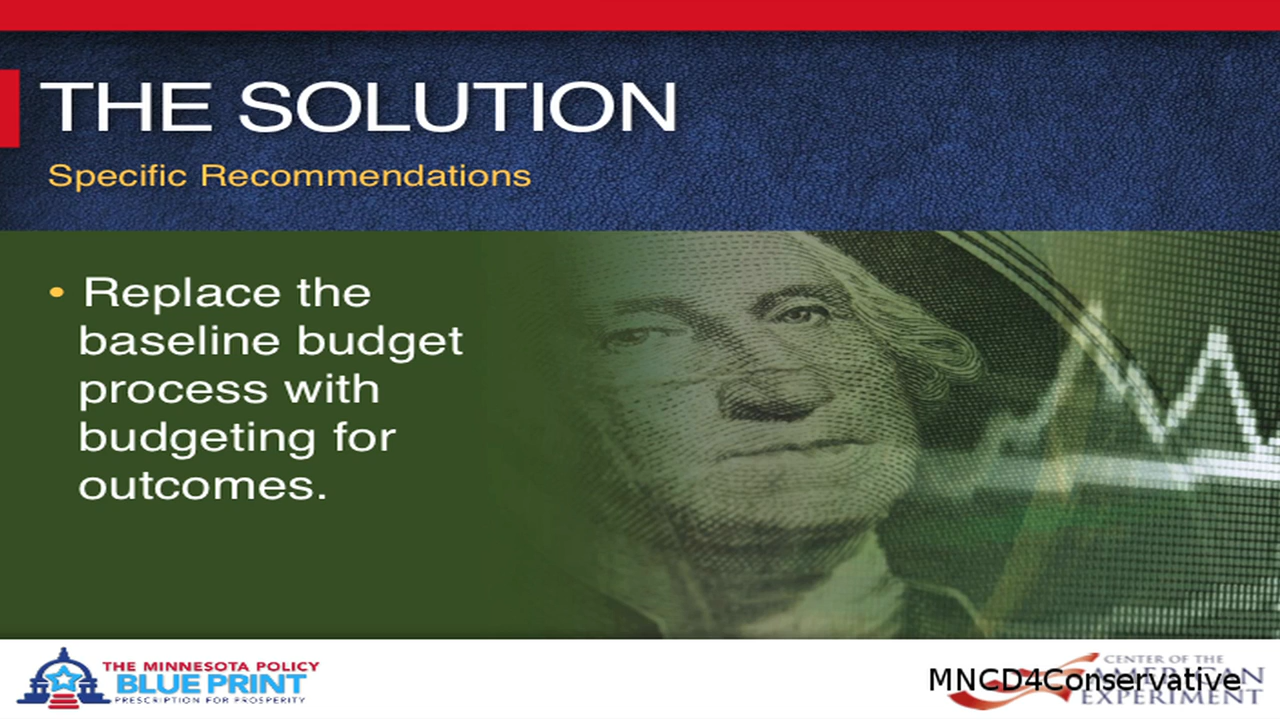 THE SOLUTION
Specific Recommendations
• Replace the
baseline budget
process with
budgeting for
outcomes.
THE MINNESOTA POLICY
BLUE PRINT
PRESCRIPTION FOR PROSPERITY
CENTER OF THE
AMERICAN
EXPERIMENT
MNCD4Conservative